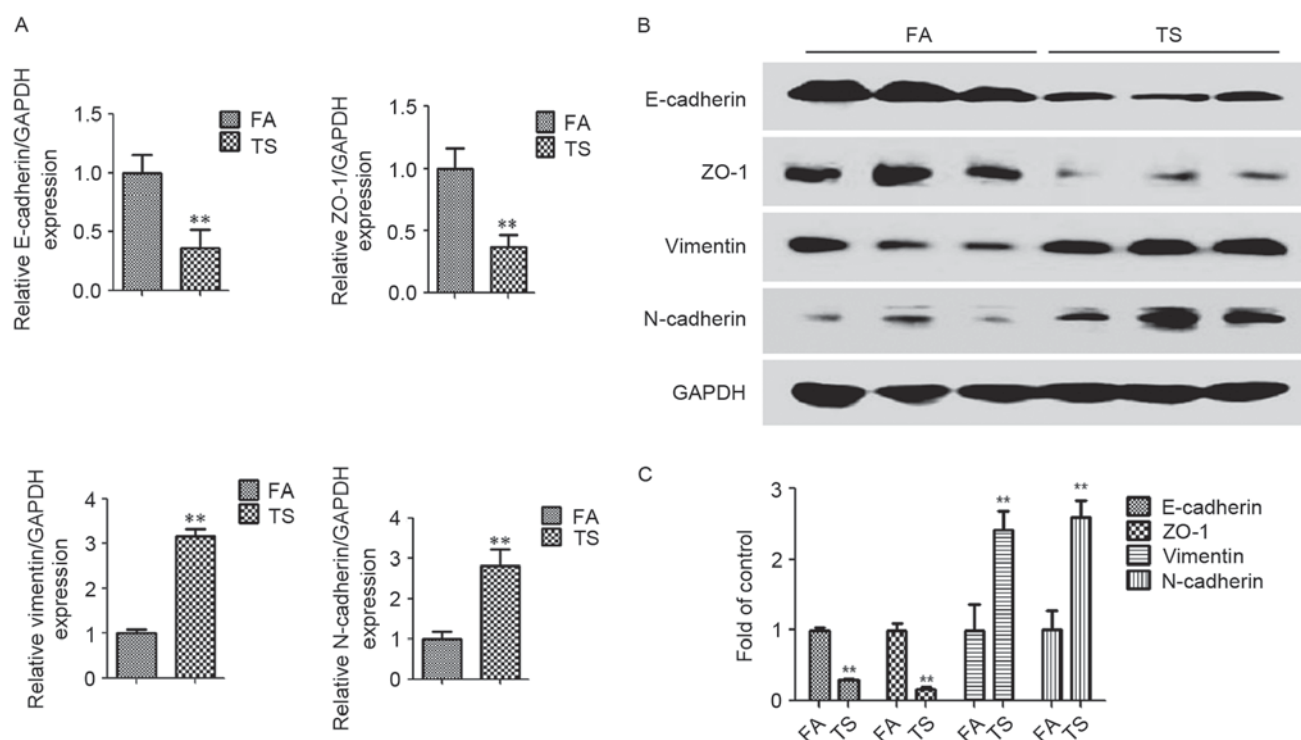 A
Relative E-cadherin/GAPDH
expression
1.5
1.0
0.5
0.0
**
FA
TS
Relative ZO-1/GAPDH
expression
1.5
1.0
0.5
0.0
**
FA
TS
Relative vimentin/GAPDH
expression
4
3
2
1
0
**
FA
TS
Relative N-cadherin/GAPDH
expression
4
3
2
1
0
**
FA
TS
B
FA TS
E-cadherin
ZO-1
Vimentin
N-cadherin
GAPDH
C
Fold of control
3
2
1
0
**
**
**
**
E-cadherin
ZO-1
Vimentin
N-cadherin
FA TS FA TS FA TS FA TS